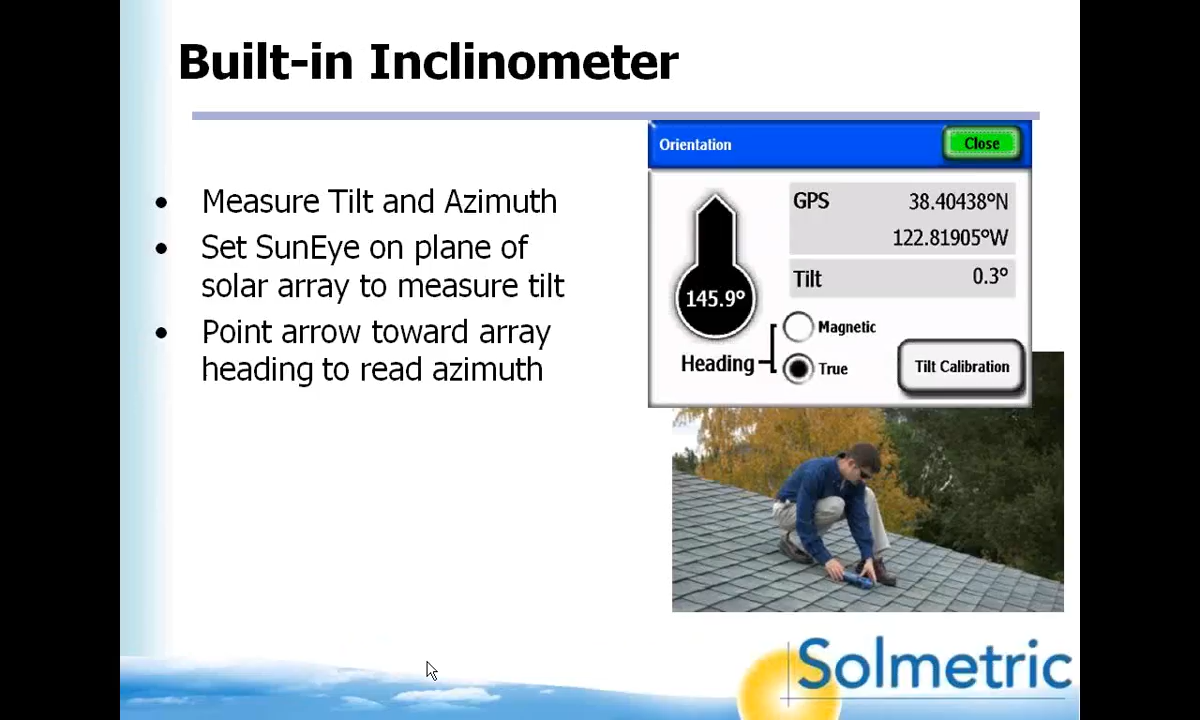 Built-in Inclinometer
• Measure Tilt and Azimuth
• Set SunEye on plane of
solar array to measure tilt
• Point arrow toward array
heading to read azimuth
Orientation
Close
GPS 38.40438°N
122.81905°W
Tilt 0.3°
145.9°
Heading
Magnetic
True
Tilt Calibration
Solmetric